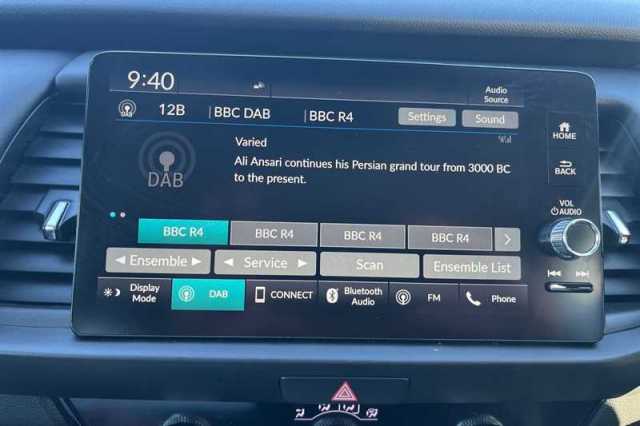 9:40
Audio
Source
DAB 12B BBC DAB BBC R4 Settings Sound
HOME
Varied
DAB
Ali Ansari continues his Persian grand tour from 3000 BC
to the present.
BACK
VOL
AUDIO
BBC R4 BBC R4 BBC R4 BBC R4
Ensemble Service Scan Ensemble List
Display
Mode
DAB
CONNECT
Bluetooth
Audio
FM
Phone